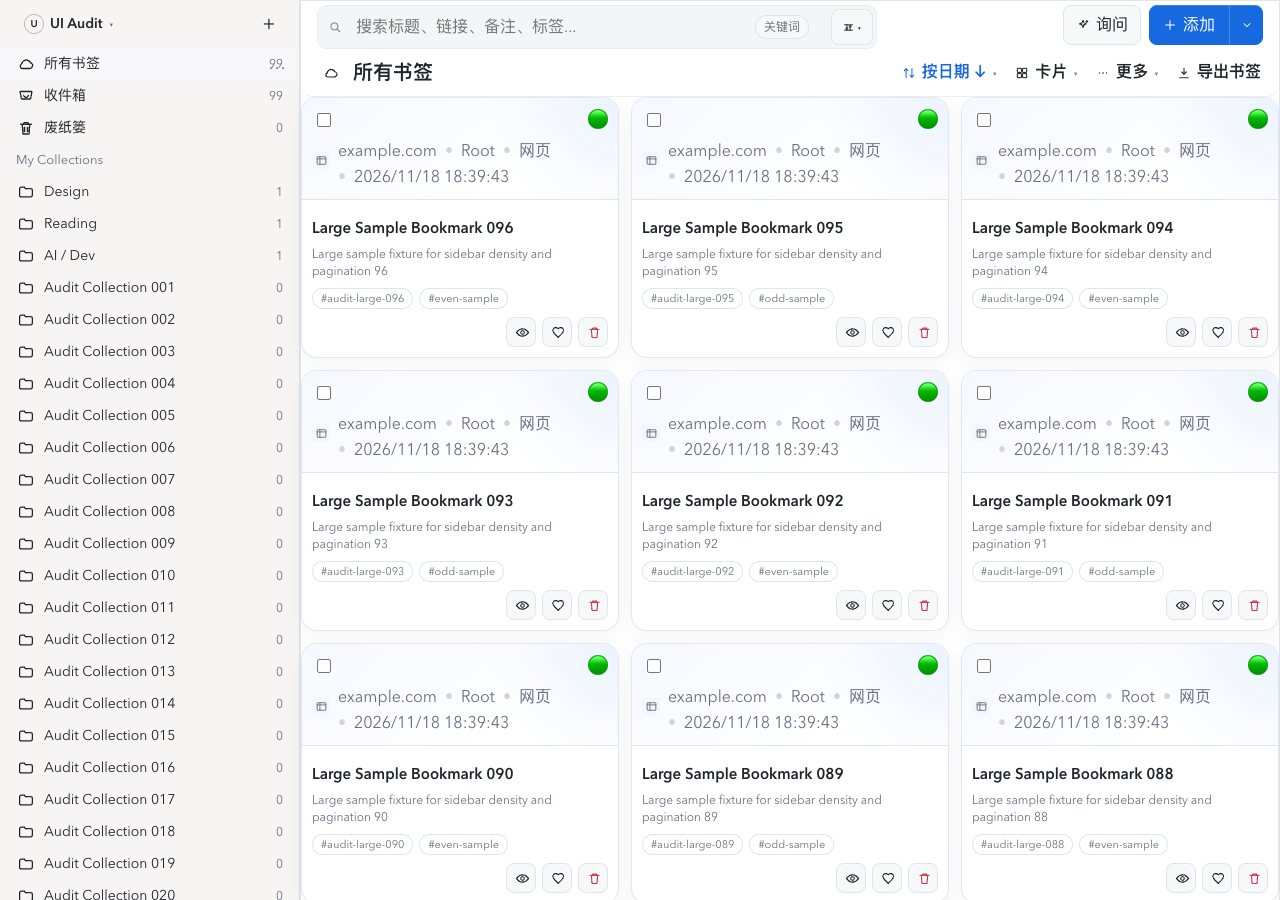 U UI Audit
所有书签 99
收件箱 99
废纸篓 0
My Collections
Design 1
Reading 1
AI / Dev 1
Audit Collection 001 0
Audit Collection 002 0
Audit Collection 003 0
Audit Collection 004 0
Audit Collection 005 0
Audit Collection 006 0
Audit Collection 007 0
Audit Collection 008 0
Audit Collection 009 0
Audit Collection 010 0
Audit Collection 011 0
Audit Collection 012 0
Audit Collection 013 0
Audit Collection 014 0
Audit Collection 015 0
Audit Collection 016 0
Audit Collection 017 0
Audit Collection 018 0
Audit Collection 019 0
Audit Collection 020 0
搜索标题、链接、备注、标签... 关键词
询问 添加
所有书签 按日期 卡片 更多 导出书签
example.com • Root • 网页
• 2026/11/18 18:39:43
Large Sample Bookmark 096
Large sample fixture for sidebar density and
pagination 96
#audit-large-096 #even-sample
example.com • Root • 网页
• 2026/11/18 18:39:43
Large Sample Bookmark 095
Large sample fixture for sidebar density and
pagination 95
#audit-large-095 #odd-sample
example.com • Root • 网页
• 2026/11/18 18:39:43
Large Sample Bookmark 094
Large sample fixture for sidebar density and
pagination 94
#audit-large-094 #even-sample
example.com • Root • 网页
• 2026/11/18 18:39:43
Large Sample Bookmark 093
Large sample fixture for sidebar density and
pagination 93
#audit-large-093 #odd-sample
example.com • Root • 网页
• 2026/11/18 18:39:43
Large Sample Bookmark 092
Large sample fixture for sidebar density and
pagination 92
#audit-large-092 #even-sample
example.com • Root • 网页
• 2026/11/18 18:39:43
Large Sample Bookmark 091
Large sample fixture for sidebar density and
pagination 91
#audit-large-091 #odd-sample
example.com • Root • 网页
• 2026/11/18 18:39:43
Large Sample Bookmark 090
Large sample fixture for sidebar density and
pagination 90
#audit-large-090 #even-sample
example.com • Root • 网页
• 2026/11/18 18:39:43
Large Sample Bookmark 089
Large sample fixture for sidebar density and
pagination 89
#audit-large-089 #odd-sample
example.com • Root • 网页
• 2026/11/18 18:39:43
Large Sample Bookmark 088
Large sample fixture for sidebar density and
pagination 88
#audit-large-088 #even-sample